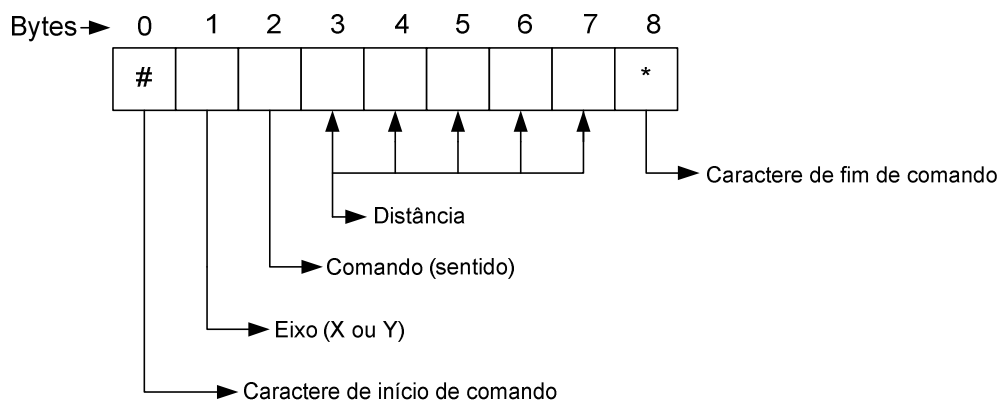 Bytes 0 1 2 3 4 5 6 7 8
# *
Caractere de fim de comando
Distância
Comando (sentido)
Eixo (X ou Y)
Caractere de início de comando